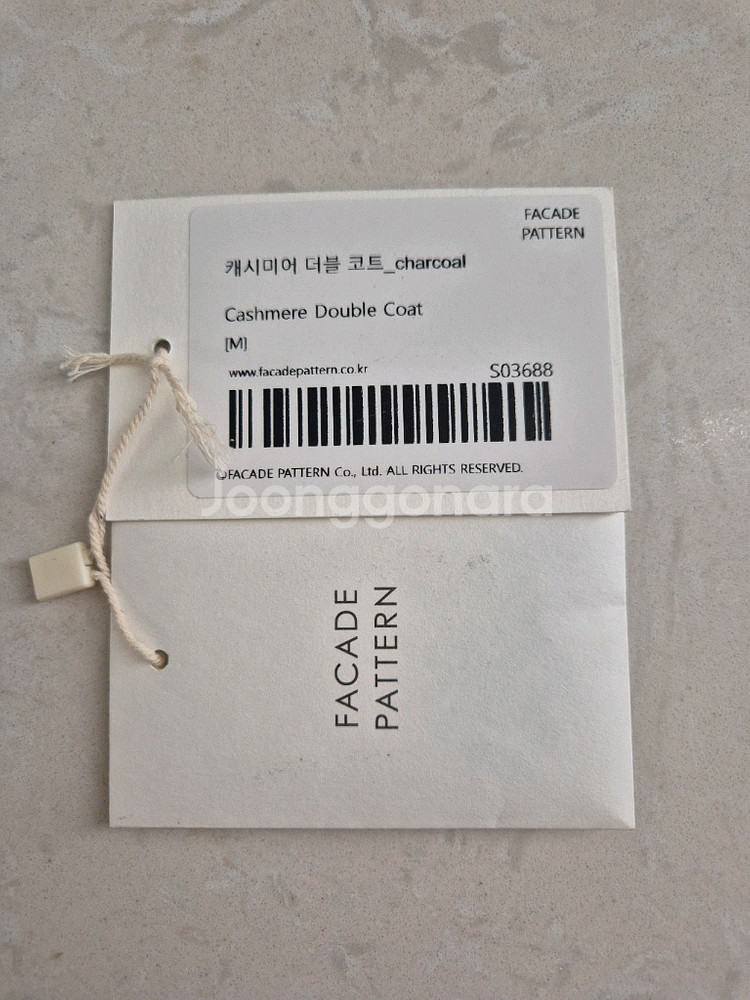 FACADE
PATTERN
캐시미어 더블 코트_charcoal
Cashmere Double Coat
[M]
www.facadepattern.co.kr
S03688
©FACADE PATTERN Co., Ltd. ALL RIGHTS RESERVED.
Joonggonara
FACADE
PATTERN